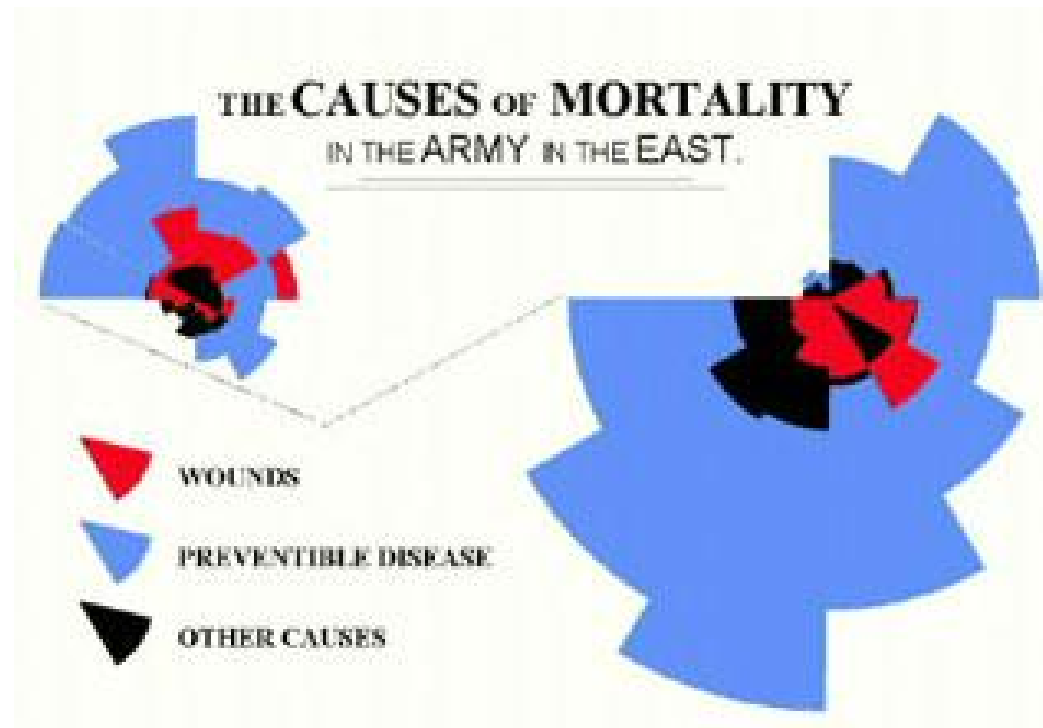 THE CAUSES OF MORTALITY
IN THE ARMY IN THE EAST.
WOUNDS
PREVENTIBLE DISEASE
OTHER CAUSES